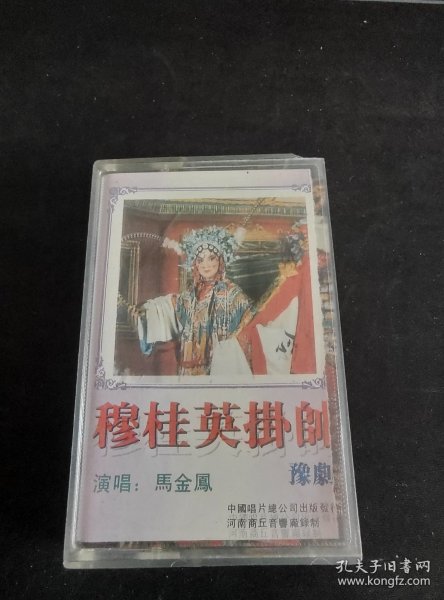 穆桂英掛帥
豫劇
演唱：馬金鳳
中國唱片總公司出版發行
河南商丘音響廠錄制
孔夫子旧书网
www.kongfz.com